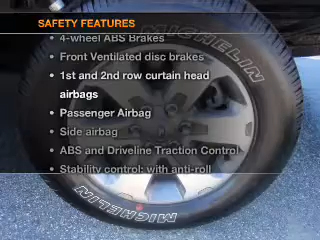 SAFETY FEATURES
• 4-wheel ABS Brakes
• Front Ventilated disc brakes
• 1st and 2nd row curtain head
airbags
• Passenger Airbag
• Side airbag
• ABS and Driveline Traction Control
• Stability control: with anti-roll
MICHELIN
MICHELIN